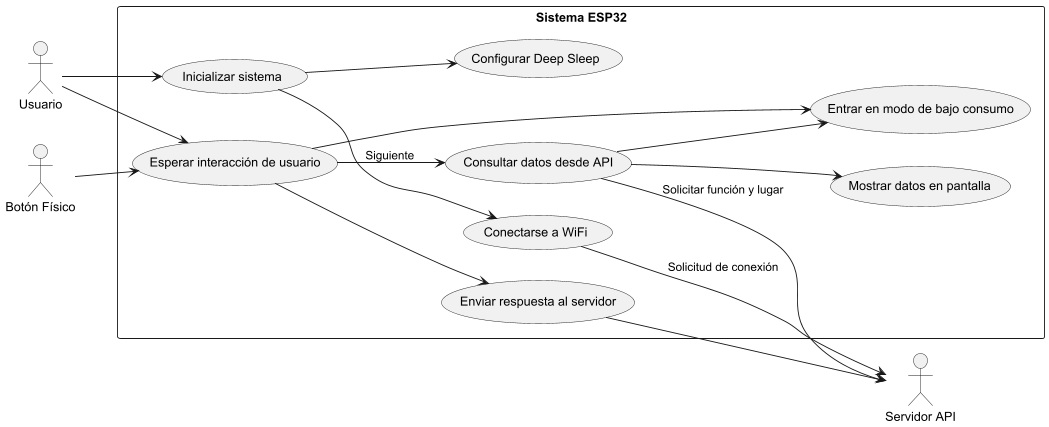 Sistema ESP32
Usuario
Botón Físico
Inicializar sistema
Configurar Deep Sleep
Esperar interacción de usuario
Siguiente
Consultar datos desde API
Entrar en modo de bajo consumo
Mostrar datos en pantalla
Solicitar función y lugar
Conectarse a WiFi
Solicitud de conexión
Enviar respuesta al servidor
Servidor API